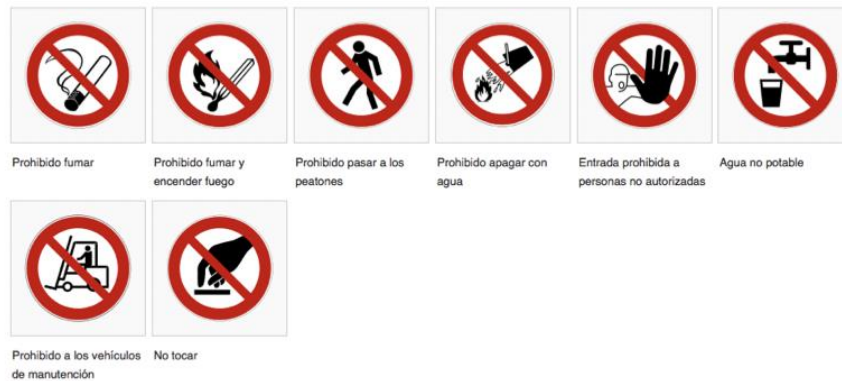 Prohibido fumar
Prohibido fumar y
encender fuego
Prohibido pasar a los
peatones
Prohibido apagar con
agua
Entrada prohibida a
personas no autorizadas
Agua no potable
Prohibido a los vehículos
de manutención
No tocar